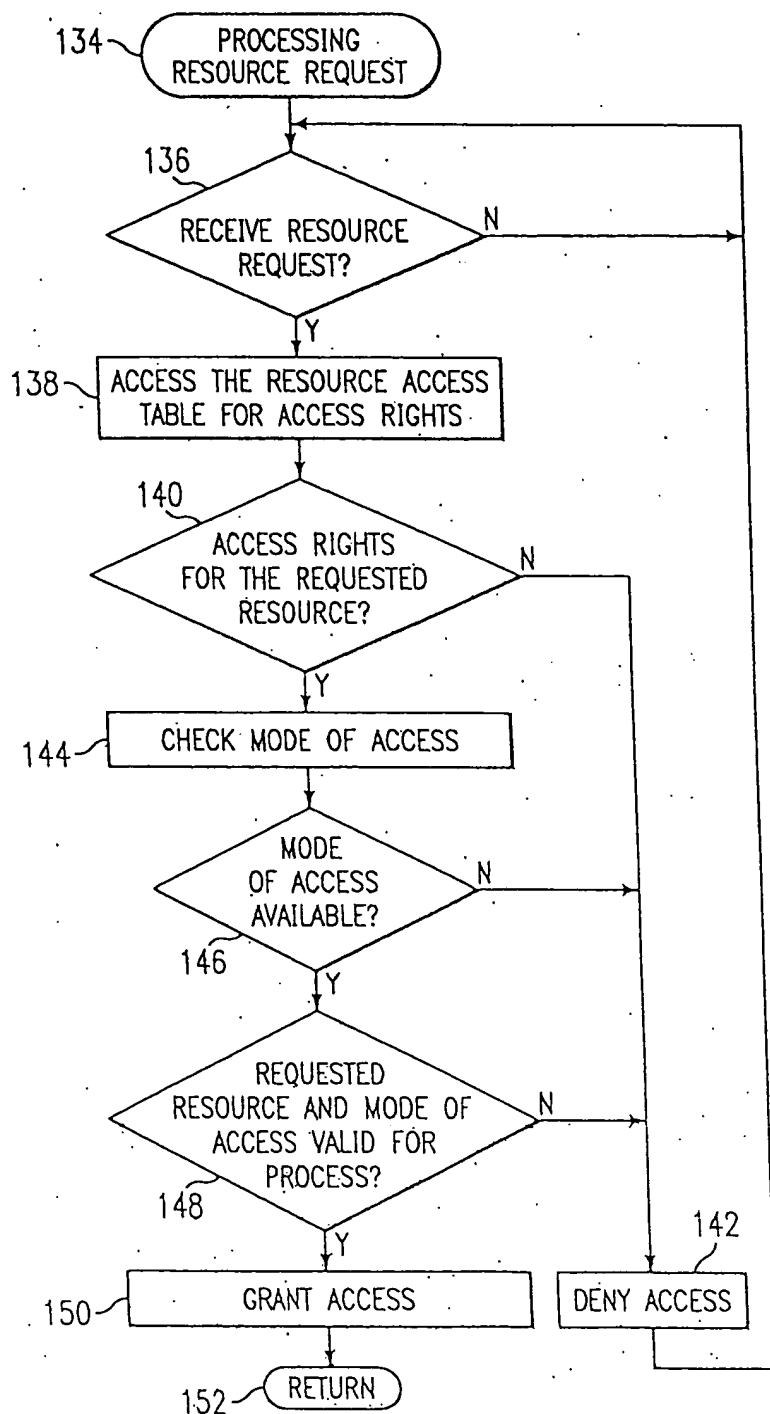 134
PROCESSING
RESOURCE REQUEST
136
RECEIVE RESOURCE
REQUEST?
N
Y
138
ACCESS THE RESOURCE ACCESS
TABLE FOR ACCESS RIGHTS
140
ACCESS RIGHTS
FOR THE REQUESTED
RESOURCE?
N
Y
144
CHECK MODE OF ACCESS
MODE
OF ACCESS
AVAILABLE?
N
146
Y
REQUESTED
RESOURCE AND MODE OF
ACCESS VALID FOR
PROCESS?
N
148
Y
142
150
GRANT ACCESS
DENY ACCESS
152
RETURN